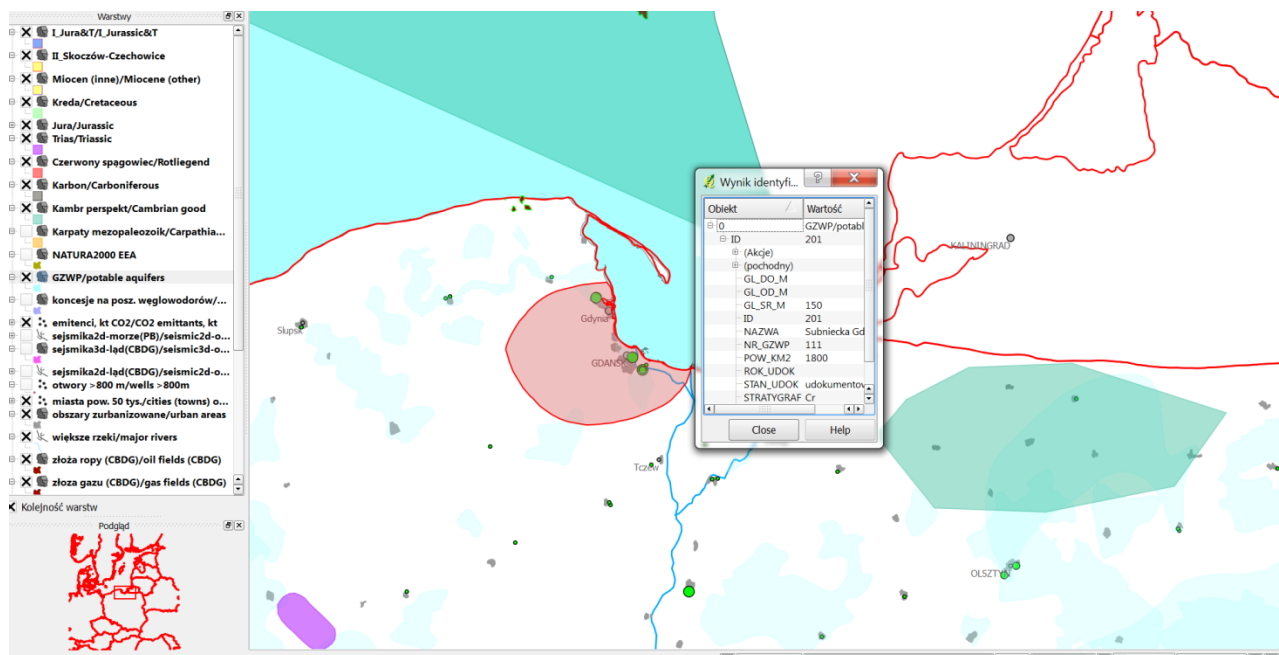 Warstwy
I_Jura&T/I_Jurassic&T
II_Skoczów-Czechowice
Miocen (inne)/Miocene (other)
Kreda/Cretaceous
Jura/Jurassic
Trias/Triassic
Czerwony spągowiec/Rotliegend
Karbon/Carboniferous
Kambr perspekt/Cambrian good
Karpaty mezopaleozoik/Carpathia...
NATURA2000 EEA
GZWP/potable aquifers
koncesje na posz. węglowodorów/...
emitenci, kt CO2/CO2 emittants, kt
sejsmika2d-morze(PB)/seismic2d-o...
sejsmika3d-ląd(CBDG)/seismic3d-o...
sejsmika2d-ląd(CBDG)/seismic2d-o...
otwory >800 m/wells >800m
miasta pow. 50 tys./cities (towns) o...
obszary zurbanizowane/urban areas
większe rzeki/major rivers
złoża ropy (CBDG)/oil fields (CBDG)
złoza gazu (CBDG)/gas fields (CBDG)
Kolejność warstw
Podgląd
Słupsk
Gdynia
Tczew
KALININGRAD
OLSZTYN
Wynik identyfi...
Obiekt Wartość
0 GZWP/potabl
ID 201
(Akcje)
(pochodny)
GL_DO_M
GL_OD_M
GL_SR_M 150
ID 201
NAZWA Subniecka Gd
NR_GZWP 111
POW_KM2 1800
ROK_UDOK
STAN_UDOK udokumentov
STRATYGRAF Cr
Close Help